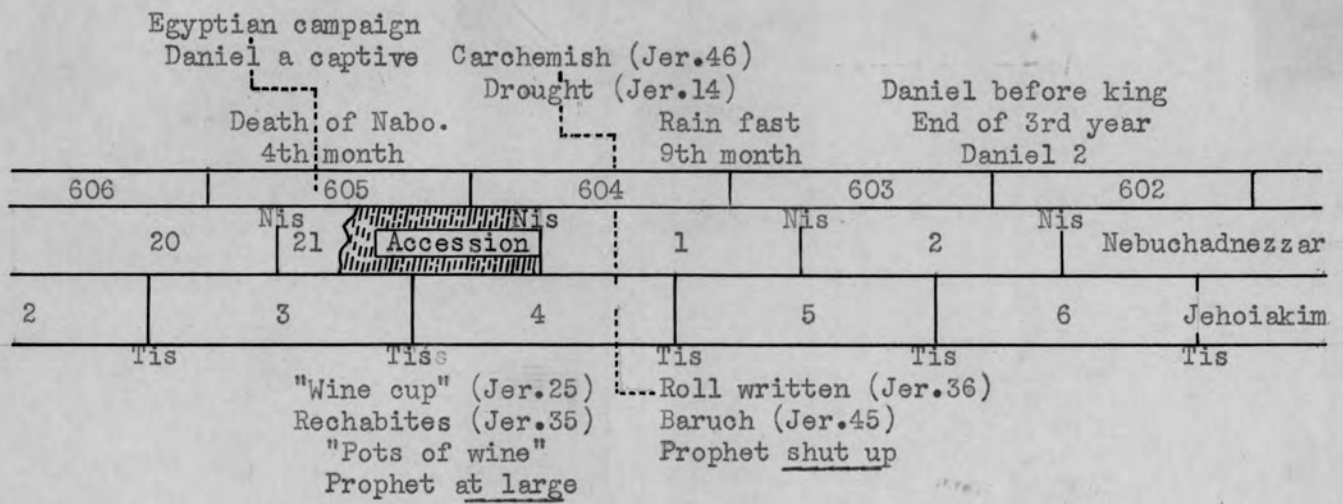 Egyptian campaign
Daniel a captive
Carchemish (Jer.46)
Drought (Jer.14)
Daniel before king
Death of Nabo.
4th month
Rain fast
9th month
End of 3rd year
Daniel 2
606 605 604 603 602
Nis Nis Nis Nis
20 21 Accession 1 2 Nebuchadnezzar
2 3 4 5 6 Jehoiakim
Tis Tiss Tis Tis Tis
"Wine cup" (Jer.25)
Rechabites (Jer.35)
"Pots of wine"
Prophet at large
Roll written (Jer.36)
Baruch (Jer.45)
Prophet shut up